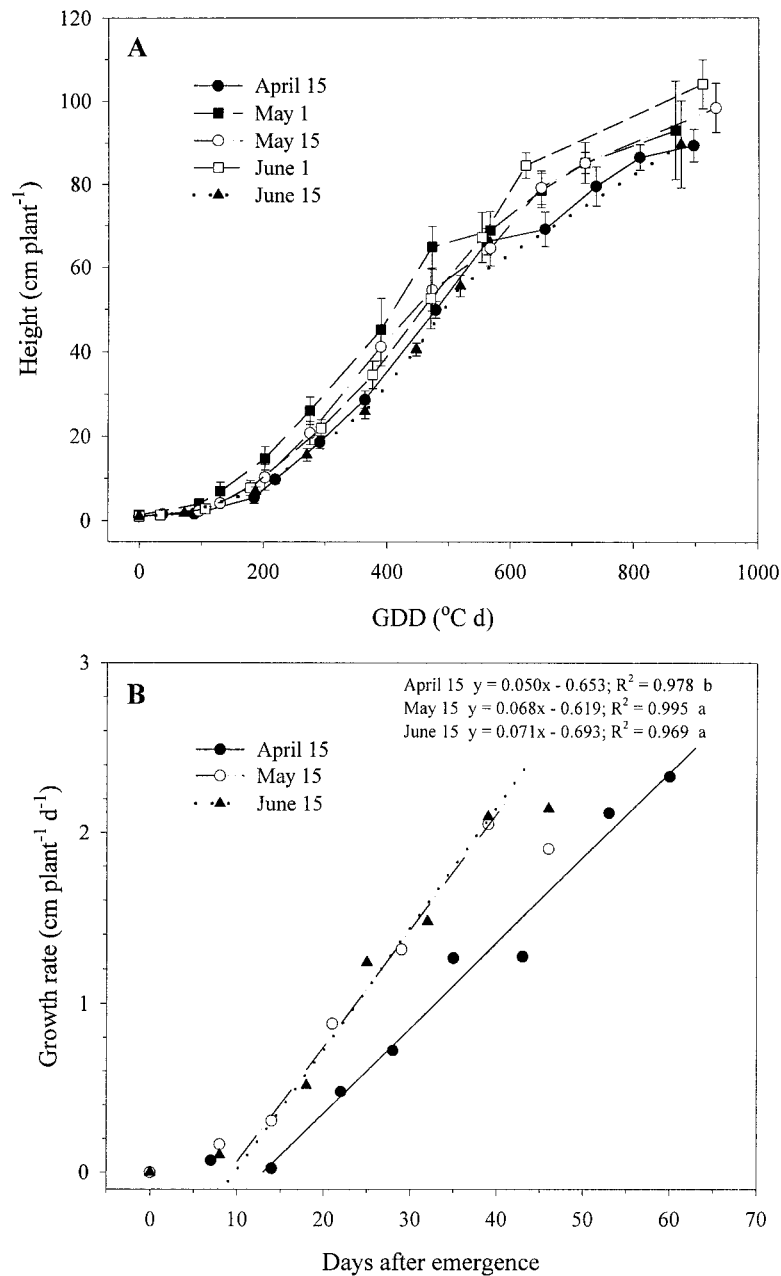 A
April 15
May 1
May 15
June 1
June 15
120
100
80
60
40
20
0
Height (cm plant⁻¹)
0 200 400 600 800 1000
GDD (°C d)
B
April 15 y = 0.050x - 0.653; R² = 0.978 b
May 15 y = 0.068x - 0.619; R² = 0.995 a
June 15 y = 0.071x - 0.693; R² = 0.969 a
April 15
May 15
June 15
3
2
1
0
Growth rate (cm plant⁻¹ d⁻¹)
0 10 20 30 40 50 60 70
Days after emergence